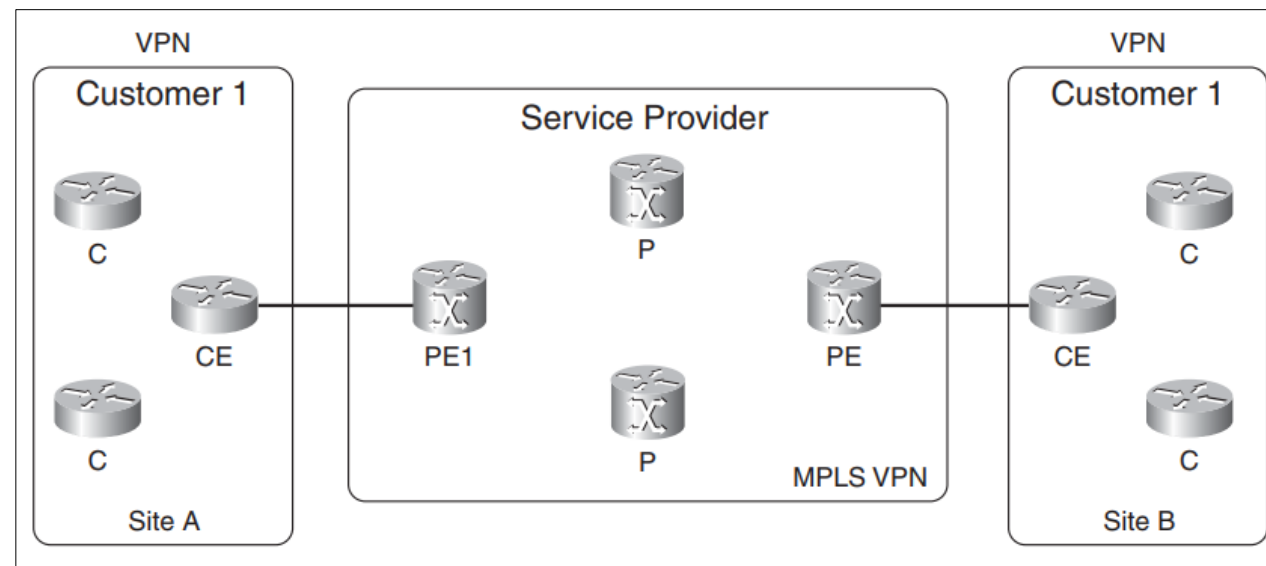 VPN
VPN
Customer 1
Service Provider
Customer 1
P
C
C
CE
PE1
PE
CE
C
P
C
MPLS VPN
Site A
Site B